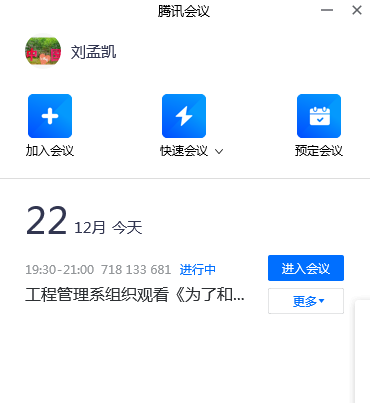 腾讯会议
刘孟凯
加入会议 快速会议 预定会议
22 12月 今天
19:30-21:00 718 133 681 进行中 进入会议
工程管理系组织观看《为了和... 更多